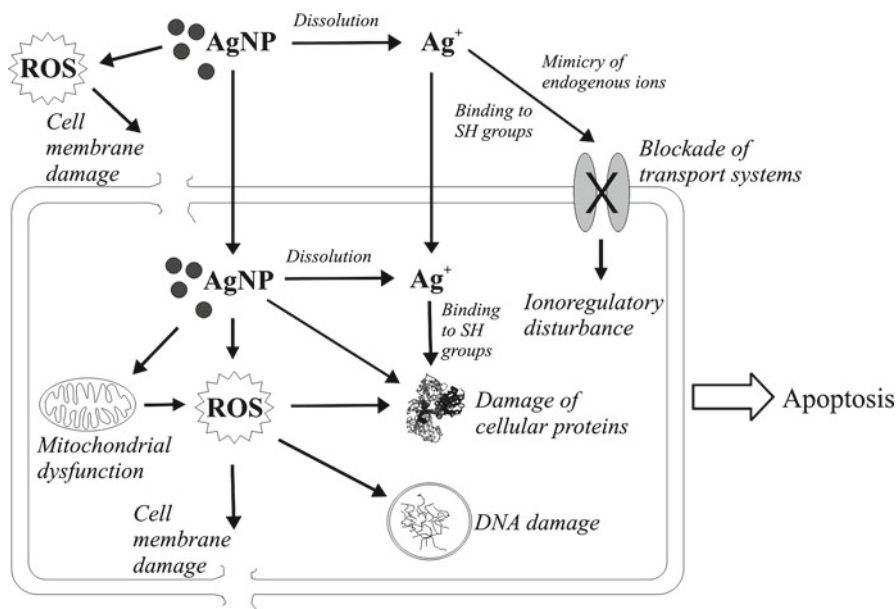 Dissolution
AgNP
Ag⁺
ROS
Mimicry of
endogenous ions
Cell
membrane
damage
Binding to
SH groups
Blockade of
transport systems
Dissolution
AgNP
Ag⁺
Ionoregulatory
disturbance
Binding
to SH
groups
ROS
Damage of
cellular proteins
Apoptosis
Mitochondrial
dysfunction
Cell
membrane
damage
DNA damage